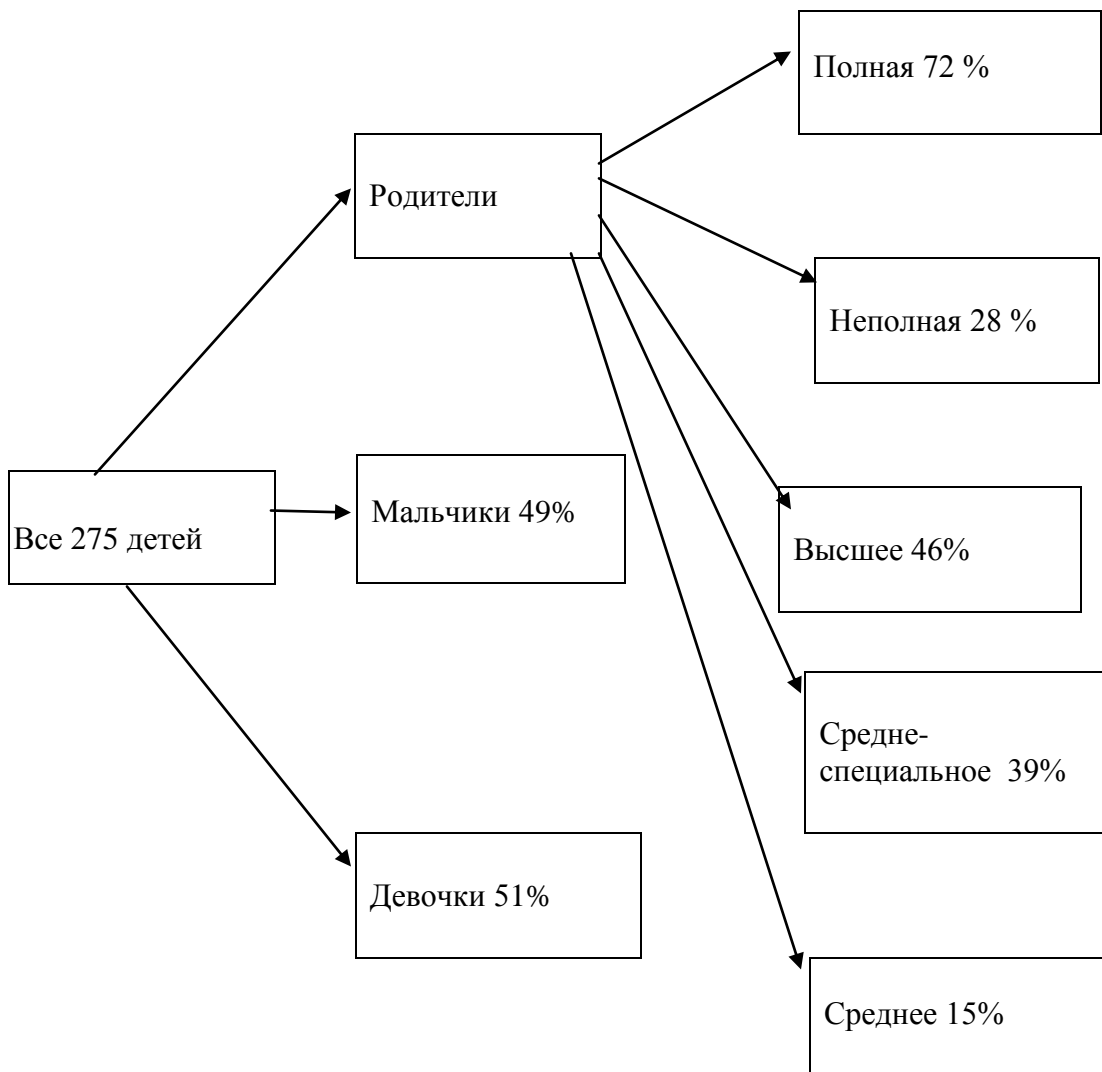 Полная 72 %
Родители
Неполная 28 %
Все 275 детей
Мальчики 49%
Высшее 46%
Средне-
специальное  39%
Девочки 51%
Среднее 15%